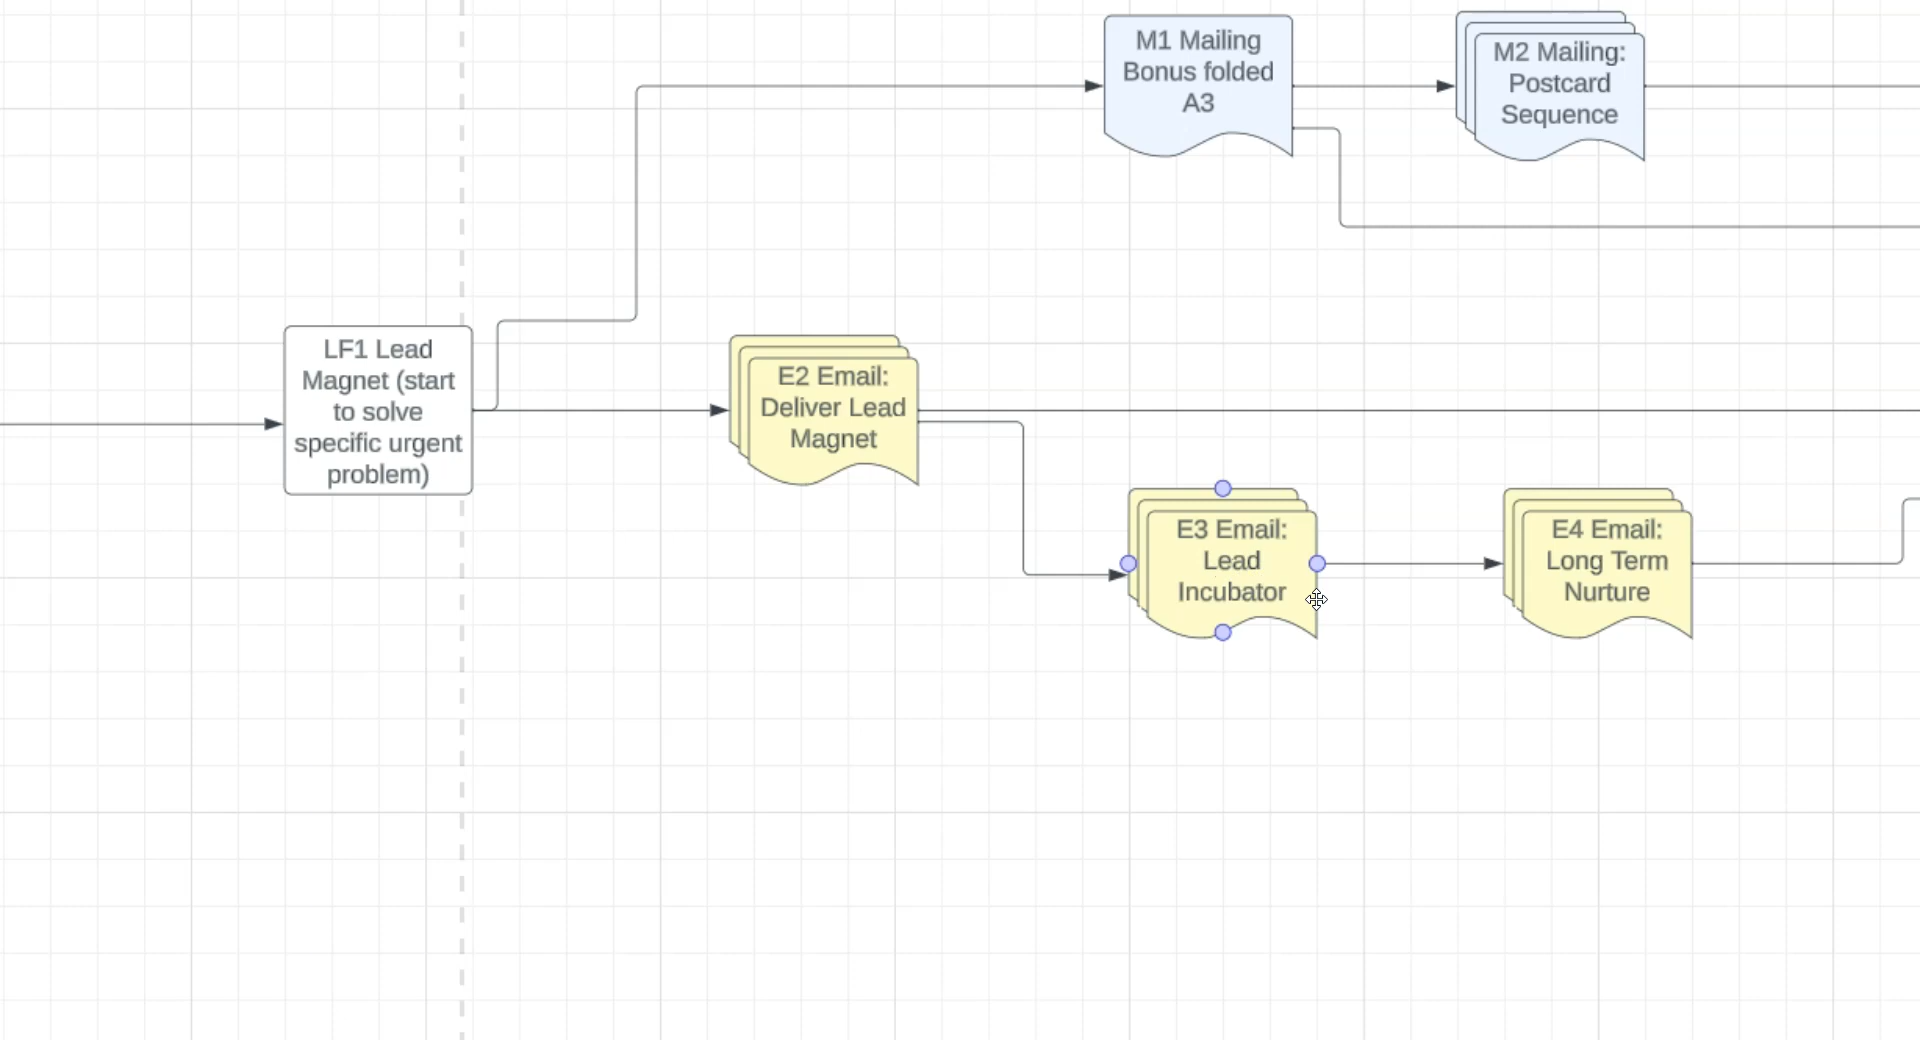 M1 Mailing
Bonus folded
A3
M2 Mailing:
Postcard
Sequence
LF1 Lead
Magnet (start
to solve
specific urgent
problem)
E2 Email:
Deliver Lead
Magnet
E3 Email:
Lead
Incubator
E4 Email:
Long Term
Nurture